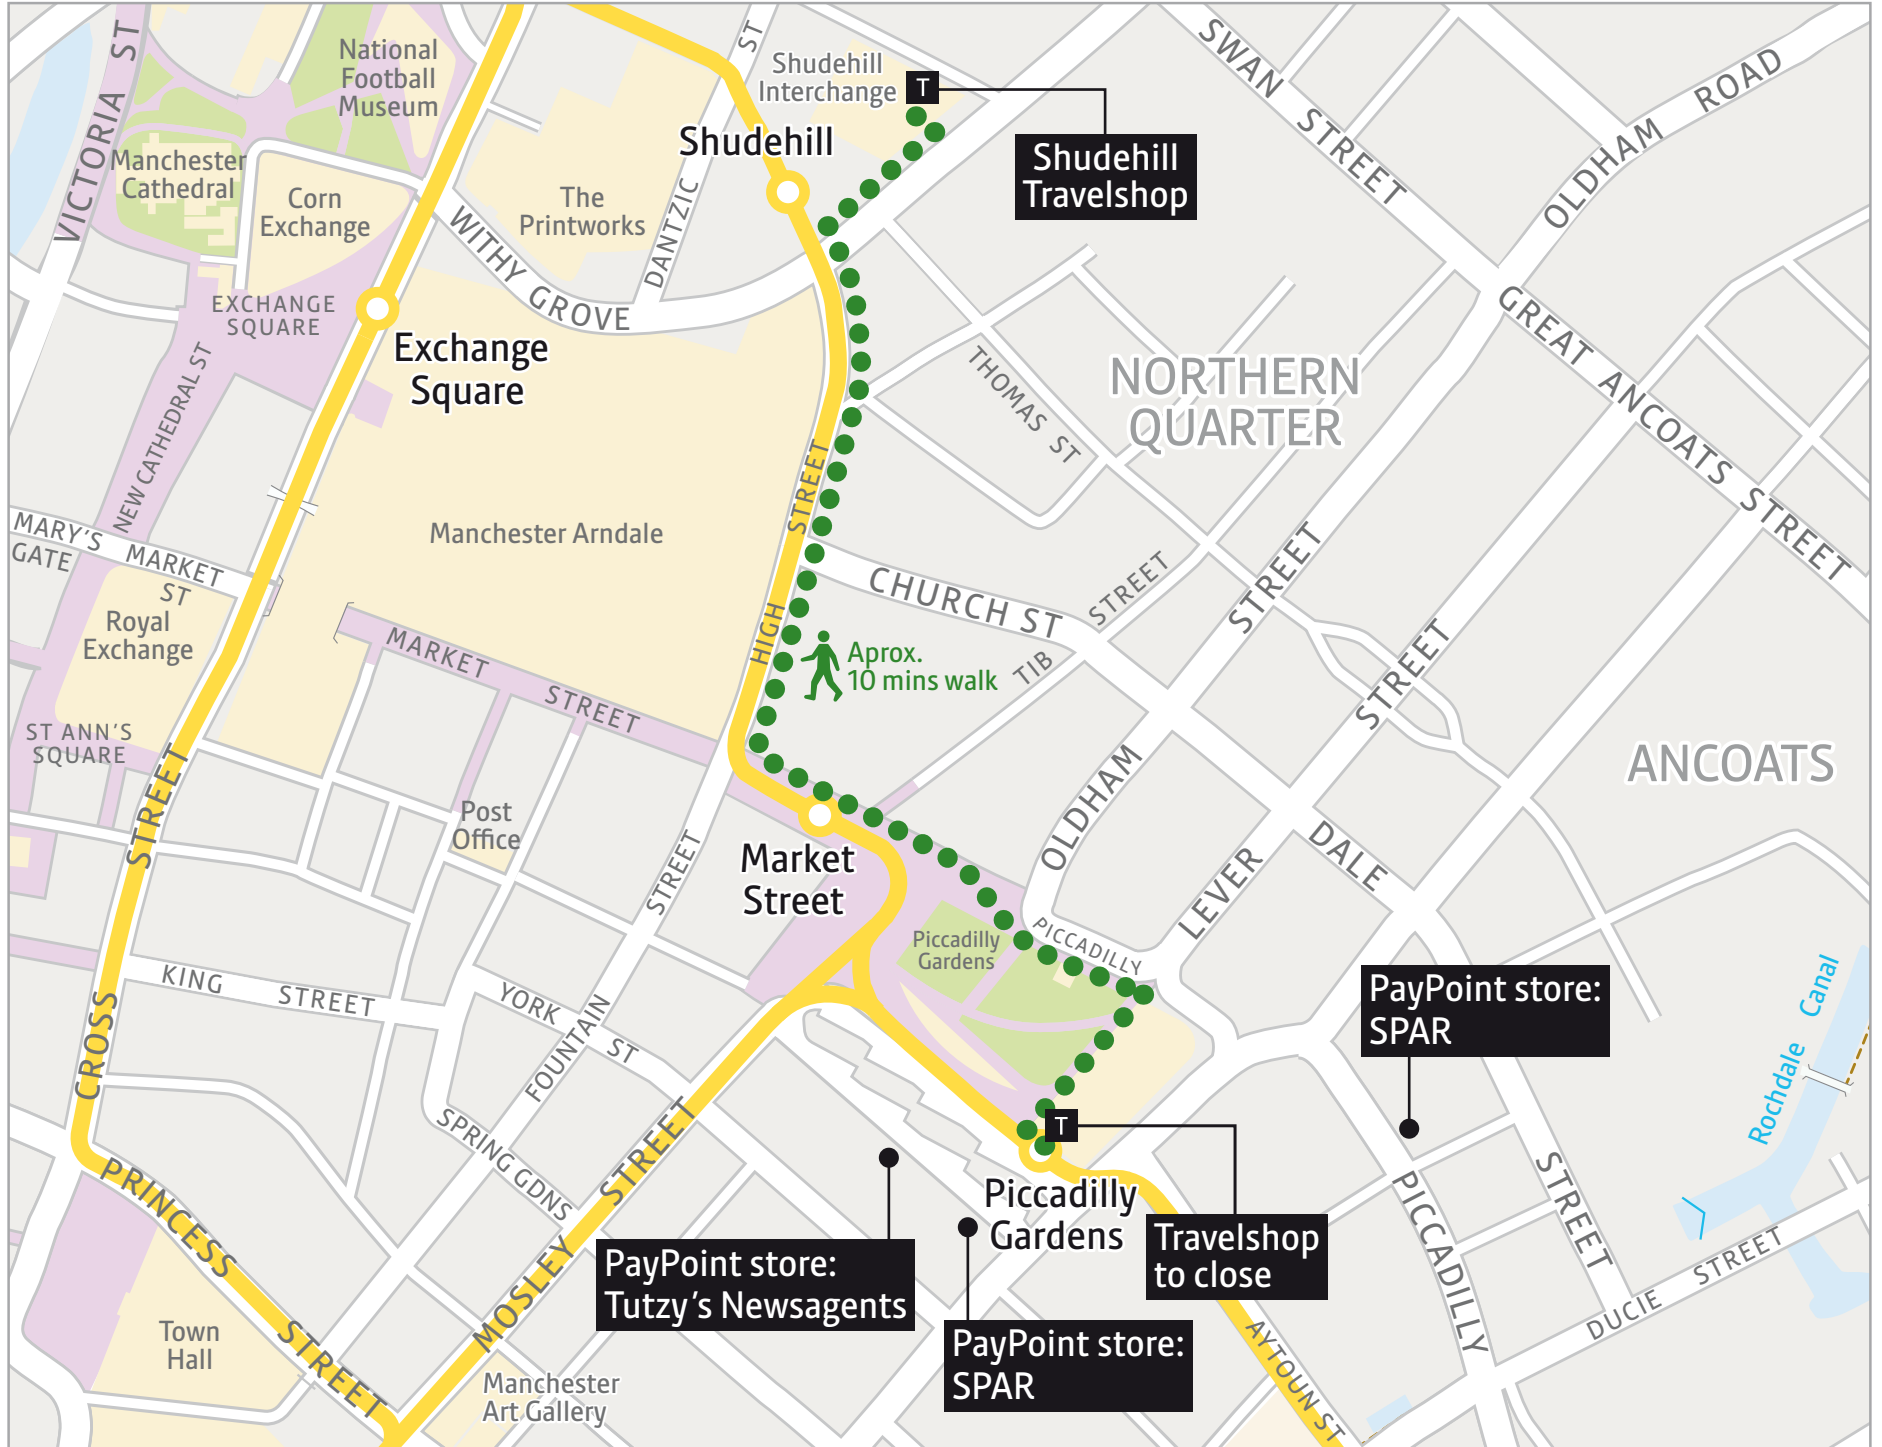 VICTORIA ST
National
Football
Museum
Manchester
Cathedral
Corn
Exchange
WITHY GROVE
The
Printworks
DANTZIC
ST
Shudehill
Interchange
T
Shudehill
Shudehill
Travelshop
SWAN STREET
OLDHAM ROAD
GREAT ANCOATS STREET
EXCHANGE
SQUARE
Exchange
Square
NEW CATHEDRAL ST
THOMAS ST
NORTHERN
QUARTER
MARY'S
GATE
MARKET
ST
Royal
Exchange
Manchester Arndale
HIGH STREET
CHURCH ST
TIB STREET
Aprox.
10 mins walk
MARKET STREET
ST ANN'S
SQUARE
OLDHAM STREET
LEVER STREET
DALE STREET
ANCOATS
Post
Office
CROSS STREET
Market
Street
Piccadilly
Gardens
PICCADILLY
KING STREET
YORK ST
FOUNTAIN STREET
SPRING GDNS
MOSLEY STREET
PRINCESS STREET
Town
Hall
Manchester
Art Gallery
PayPoint store:
Tutzy's Newsagents
PayPoint store:
SPAR
T
Piccadilly
Gardens
Travelshop
to close
AYTOUN ST
PayPoint store:
SPAR
PICCADILLY
DUCIE STREET
Rochdale Canal